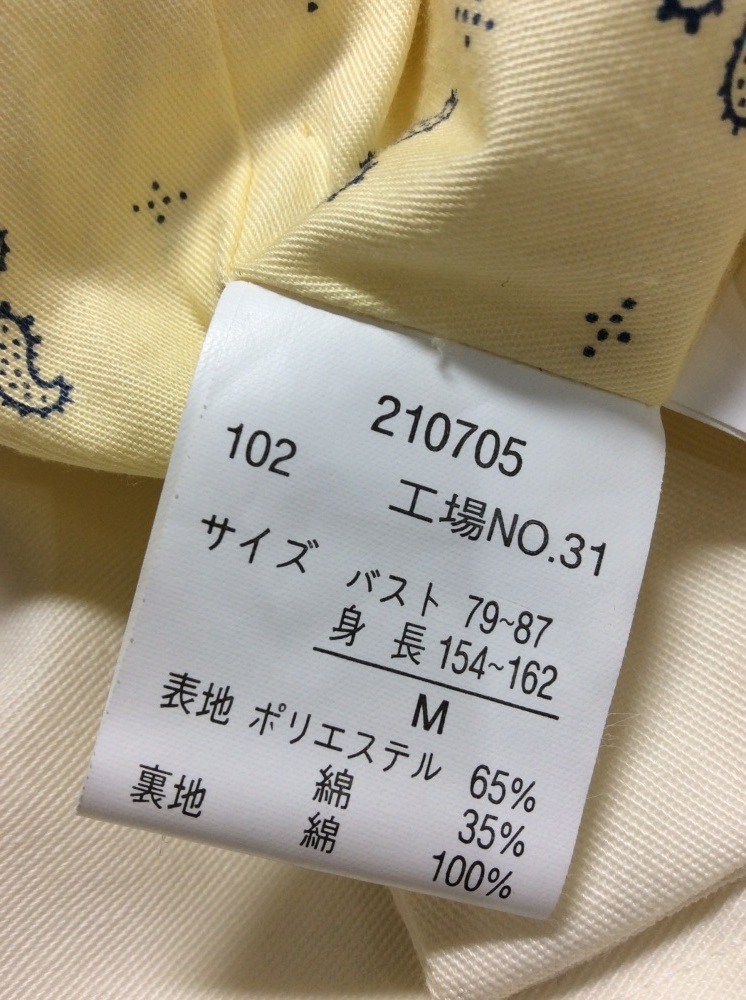 210705
102 工場NO.31
サイズ バスト 79~87
身 長 154~162
M
表地 ポリエステル 65%
綿 35%
裏地 綿 100%